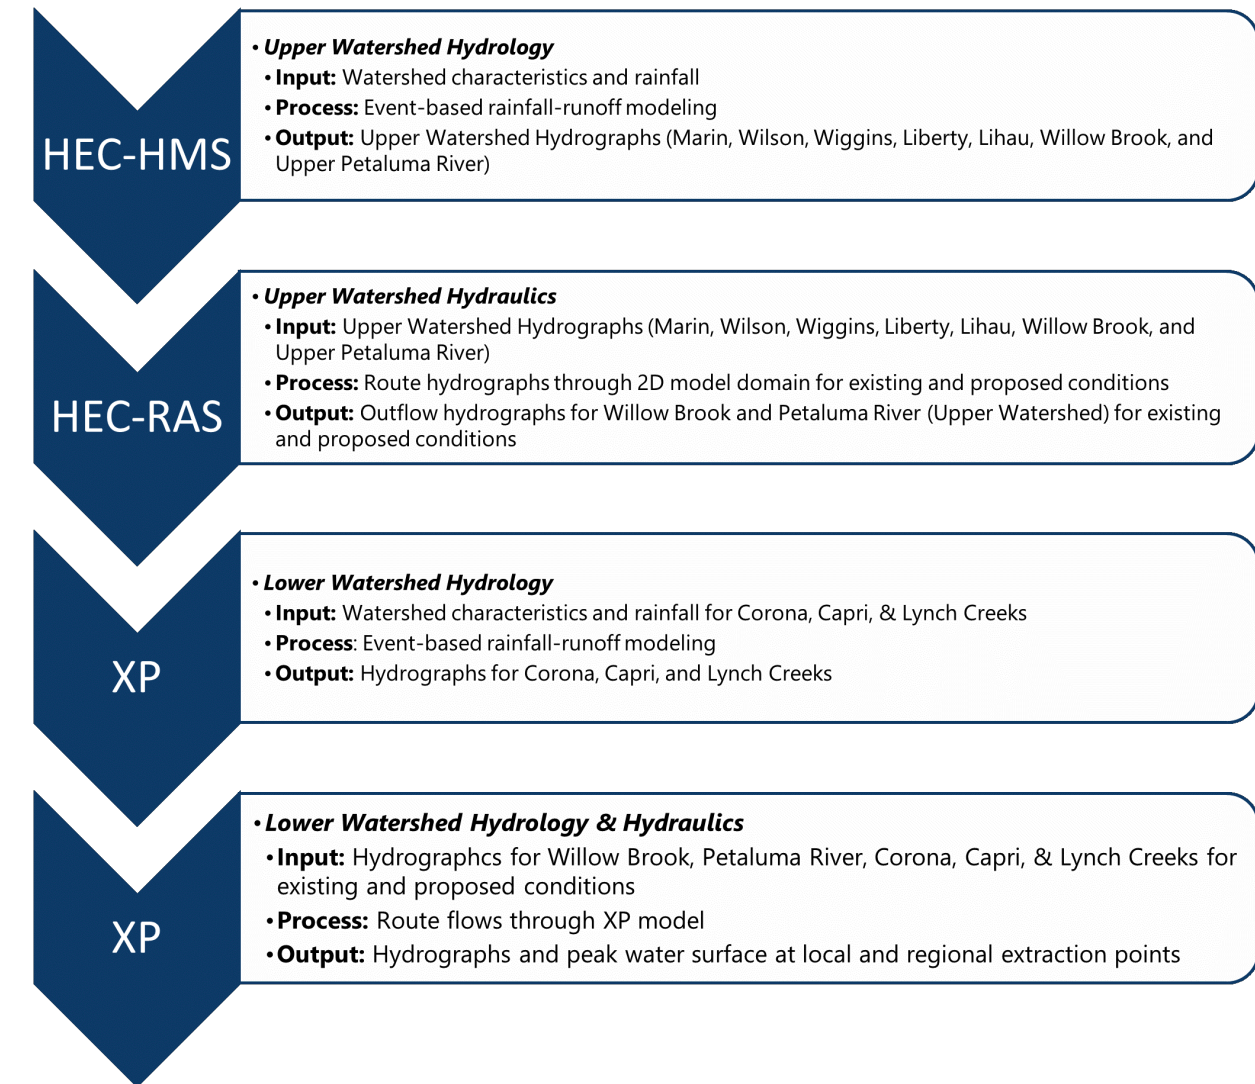 HEC-HMS
• Upper Watershed Hydrology
• Input: Watershed characteristics and rainfall
• Process: Event-based rainfall-runoff modeling
• Output: Upper Watershed Hydrographs (Marin, Wilson, Wiggins, Liberty, Lihau, Willow Brook, and
Upper Petaluma River)
HEC-RAS
• Upper Watershed Hydraulics
• Input: Upper Watershed Hydrographs (Marin, Wilson, Wiggins, Liberty, Lihau, Willow Brook, and
Upper Petaluma River)
• Process: Route hydrographs through 2D model domain for existing and proposed conditions
• Output: Outflow hydrographs for Willow Brook and Petaluma River (Upper Watershed) for existing
and proposed conditions
XP
• Lower Watershed Hydrology
• Input: Watershed characteristics and rainfall for Corona, Capri, & Lynch Creeks
• Process: Event-based rainfall-runoff modeling
• Output: Hydrographs for Corona, Capri, and Lynch Creeks
XP
• Lower Watershed Hydrology & Hydraulics
• Input: Hydrographcs for Willow Brook, Petaluma River, Corona, Capri, & Lynch Creeks for
existing and proposed conditions
• Process: Route flows through XP model
• Output: Hydrographs and peak water surface at local and regional extraction points